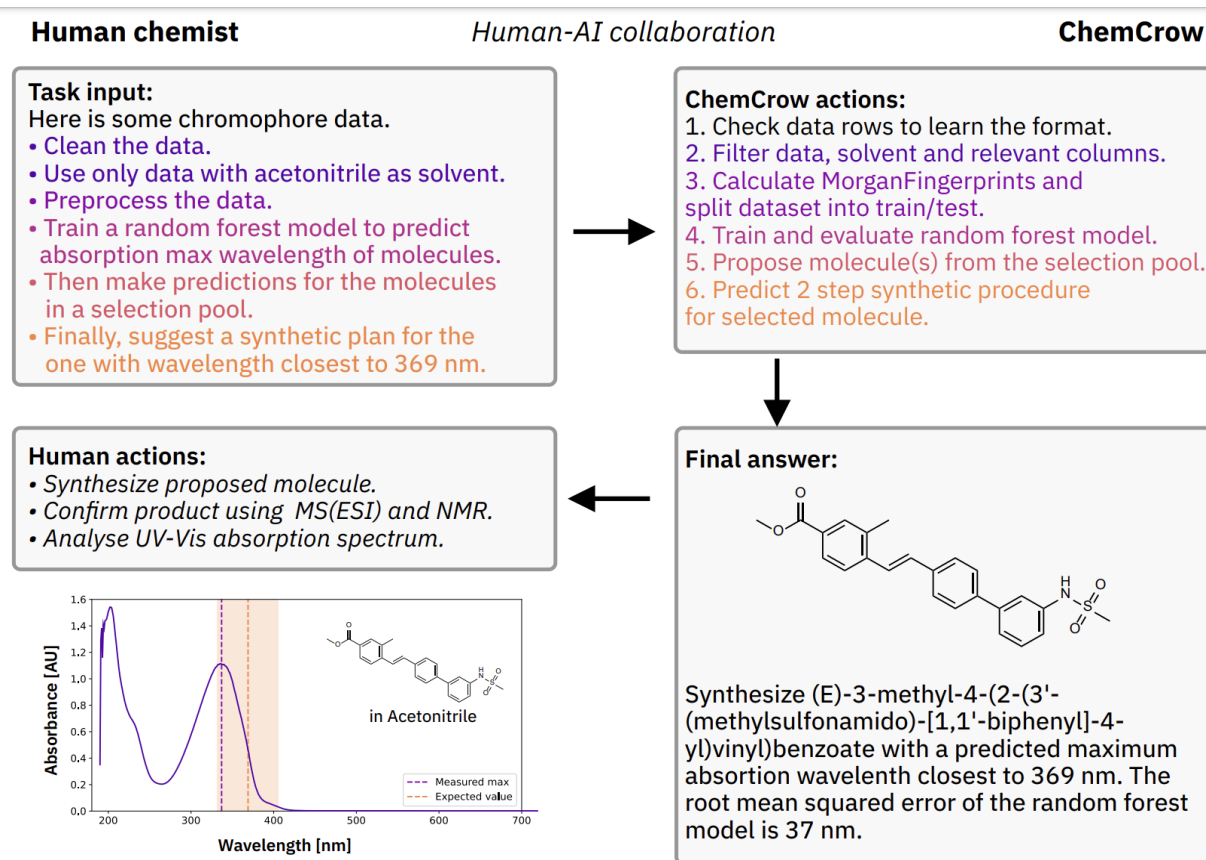 Human chemist
Human-AI collaboration
ChemCrow
Task input:
Here is some chromophore data.
• Clean the data.
• Use only data with acetonitrile as solvent.
• Preprocess the data.
• Train a random forest model to predict
absorption max wavelength of molecules.
• Then make predictions for the molecules
in a selection pool.
• Finally, suggest a synthetic plan for the
one with wavelength closest to 369 nm.
ChemCrow actions:
1. Check data rows to learn the format.
2. Filter data, solvent and relevant columns.
3. Calculate MorganFingerprints and
split dataset into train/test.
4. Train and evaluate random forest model.
5. Propose molecule(s) from the selection pool.
6. Predict 2 step synthetic procedure
for selected molecule.
Final answer:
O
O
H
N
S
O
O
Synthesize (E)-3-methyl-4-(2-(3'-
(methylsulfonamido)-[1,1'-biphenyl]-4-
yl)vinyl)benzoate with a predicted maximum
absortion wavelenth closest to 369 nm. The
root mean squared error of the random forest
model is 37 nm.
Human actions:
• Synthesize proposed molecule.
• Confirm product using MS(ESI) and NMR.
• Analyse UV-Vis absorption spectrum.
Absorbance [AU]
1.6
1.4
1.2
1.0
0.8
0.6
0.4
0.2
0.0
O
O
H
N
S
O
O
in Acetonitrile
Measured max
Expected value
200 300 400 500 600 700
Wavelength [nm]